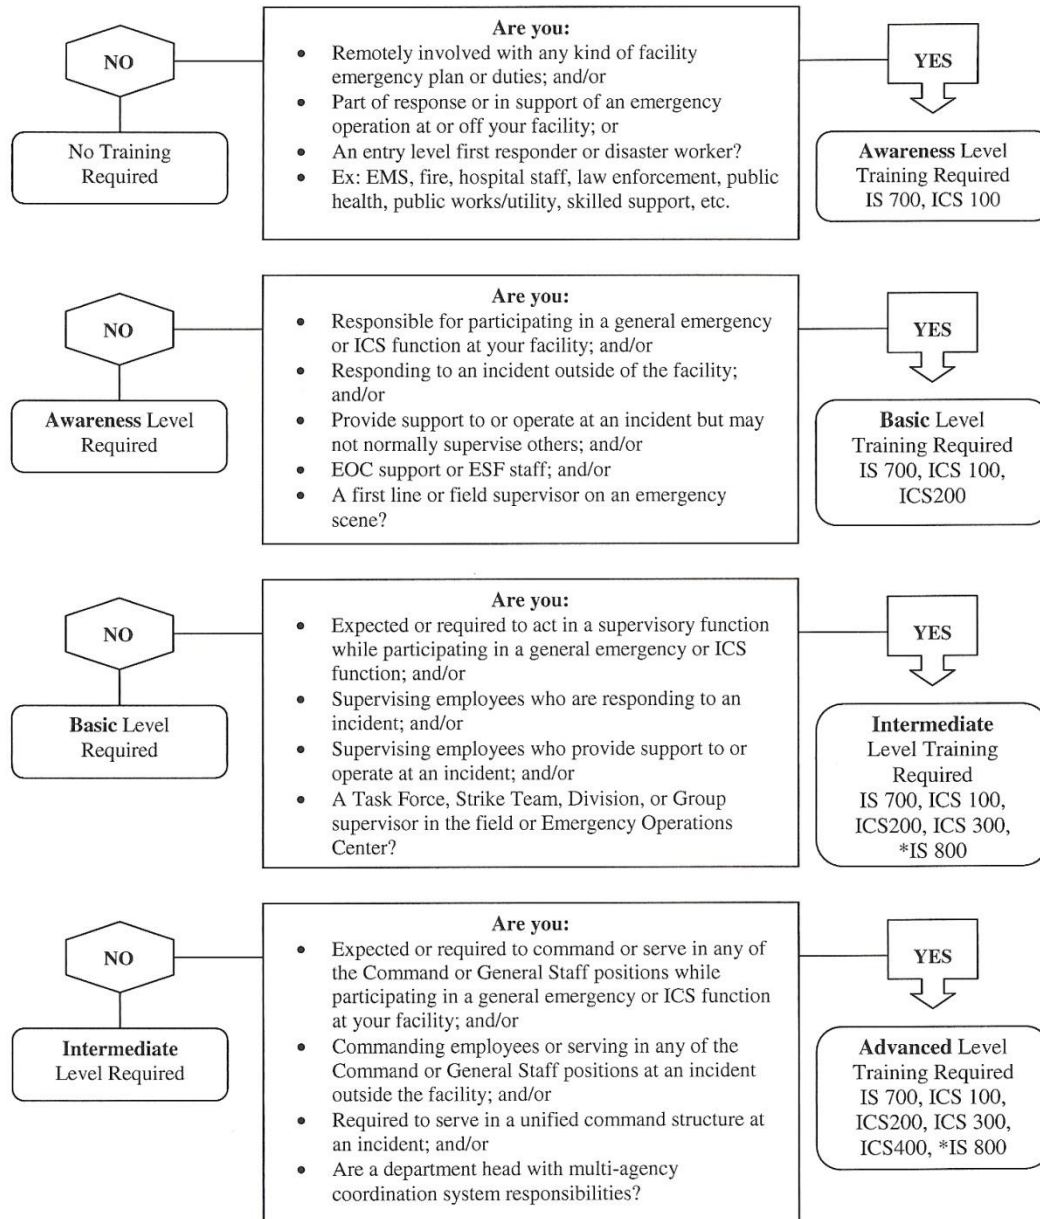 NO
No Training
Required
Are you:
• Remotely involved with any kind of facility
emergency plan or duties; and/or
• Part of response or in support of an emergency
operation at or off your facility; or
• An entry level first responder or disaster worker?
• Ex: EMS, fire, hospital staff, law enforcement, public
health, public works/utility, skilled support, etc.
YES
Awareness Level
Training Required
IS 700, ICS 100
NO
Awareness Level
Required
Are you:
• Responsible for participating in a general emergency
or ICS function at your facility; and/or
• Responding to an incident outside of the facility;
and/or
• Provide support to or operate at an incident but may
not normally supervise others; and/or
• EOC support or ESF staff; and/or
• A first line or field supervisor on an emergency
scene?
YES
Basic Level
Training Required
IS 700, ICS 100,
ICS200
NO
Basic Level
Required
Are you:
• Expected or required to act in a supervisory function
while participating in a general emergency or ICS
function; and/or
• Supervising employees who are responding to an
incident; and/or
• Supervising employees who provide support to or
operate at an incident; and/or
• A Task Force, Strike Team, Division, or Group
supervisor in the field or Emergency Operations
Center?
YES
Intermediate
Level Training
Required
IS 700, ICS 100,
ICS200, ICS 300,
*IS 800
NO
Intermediate
Level Required
Are you:
• Expected or required to command or serve in any of
the Command or General Staff positions while
participating in a general emergency or ICS function
at your facility; and/or
• Commanding employees or serving in any of the
Command or General Staff positions at an incident
outside the facility; and/or
• Required to serve in a unified command structure at
an incident; and/or
• Are a department head with multi-agency
coordination system responsibilities?
YES
Advanced Level
Training Required
IS 700, ICS 100,
ICS200, ICS 300,
ICS400, *IS 800